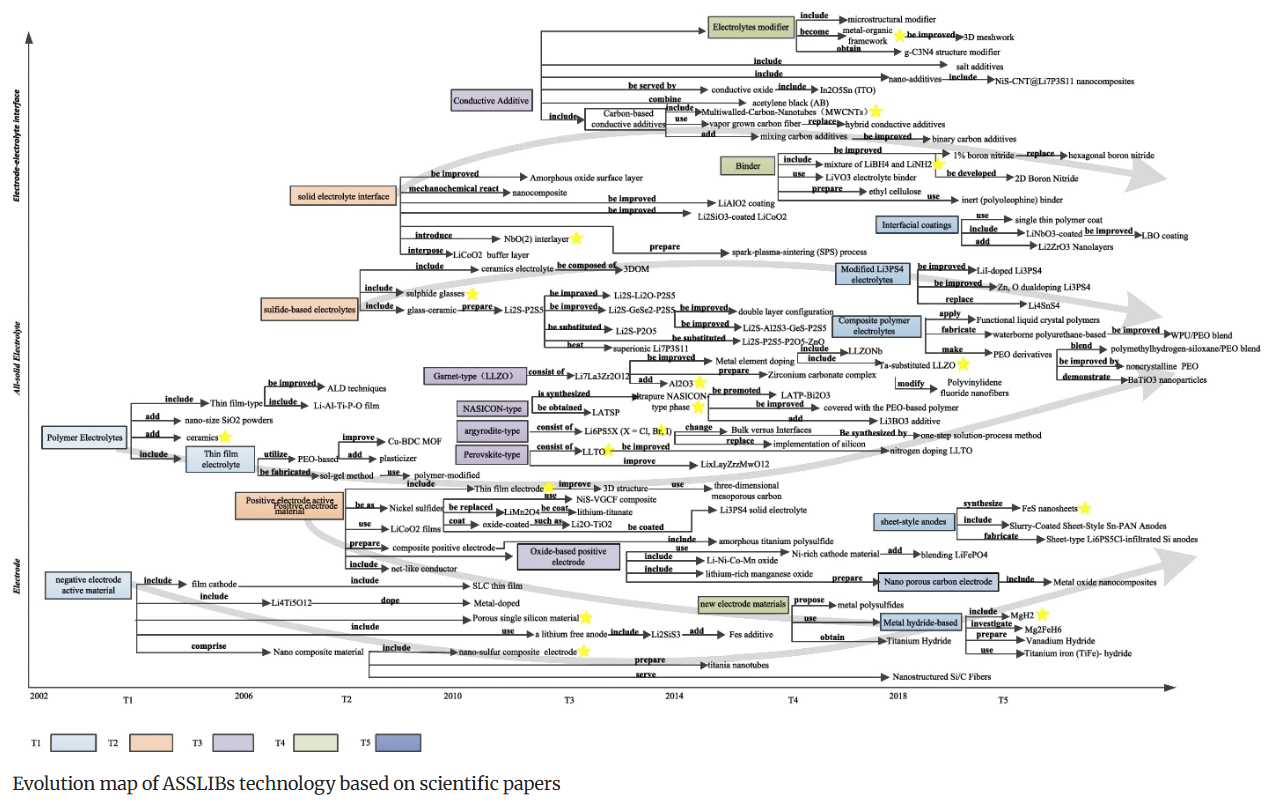 Electrode-electrolyte interface
All-solid Electrolyte
Electrode
Electrolytes modifier
include
microstructural modifier
become
metal-organic
framework
be improved
3D meshwork
obtain
g-C3N4 structure modifier
include
salt additives
include
nano-additives
include
NiS-CNT@Li7P3S11 nanocomposites
Conductive Additive
be served by
conductive oxide
include
In2O5Sn (ITO)
combine
acetylene black (AB)
include
Carbon-based
conductive additives
include
Multiwalled-Carbon-Nanotubes（MWCNTs）
use
vapor grown carbon fiber
replace
hybrid conductive additives
add
mixing carbon additives
be improved
binary carbon additives
Binder
be improved
1% boron nitride
replace
hexagonal boron nitride
include
mixture of LiBH4 and LiNH2
be developed
2D Boron Nitride
use
LiVO3 electrolyte binder
prepare
ethyl cellulose
use
inert (polyoleophine) binder
solid electrolyte interface
be improved
Amorphous oxide surface layer
mechanochemical react
nanocomposite
be improved
LiAlO2 coating
be improved
Li2SiO3-coated LiCoO2
introduce
NbO(2) interlayer
prepare
spark-plasma-sintering (SPS) process
interpose
LiCoO2 buffer layer
Interfacial coatings
use
single thin polymer coat
include
LiNbO3-coated
be improved
LBO coating
add
Li2ZrO3 Nanolayers
sulfide-based electrolytes
include
ceramics electrolyte
be composed of
3DOM
include
sulphide glasses
include
glass-ceramic
prepare
Li2S-P2S5
be improved
Li2S-Li2O-P2S5
be improved
Li2S-GeSe2-P2S5
be improved
double layer configuration
be substituted
Li2S-P2O5
Li2S-Al2S3-GeS-P2S5
be substituted
Li2S-P2S5-P2O5-ZnO
heat
superionic Li7P3S11
Modified Li3PS4
electrolytes
be improved
LiI-doped Li3PS4
be improved
Zn, O dualdoping Li3PS4
replace
Li4SnS4
Composite polymer
electrolytes
apply
Functional liquid crystal polymers
fabricate
waterborne polyurethane-based
be improved
WPU/PEO blend
make
PEO derivatives
blend
polymethylhydrogen-siloxane/PEO blend
be improved by
noncrystalline PEO
demonstrate
BaTiO3 nanoparticles
Garnet-type（LLZO）
consist of
Li7La3Zr2O12
be improved
Metal element doping
include
LLZONb
include
Ta-substituted LLZO
prepare
Zirconium carbonate complex
add
Al2O3
modify
Polyvinylidene
fluoride nanofibers
NASICON-type
is synthesized
ltrapure NASICON-
type phase
be promoted
LATP-Bi2O3
be improved
covered with the PEO-based polymer
add
Li3BO3 additive
be obtained
LATSP
argyrodite-type
consist of
Li6PS5X (X = Cl, Br, I)
change
Bulk versus Interfaces
Be synthesized by
one-step solution-process method
replace
implementation of silicon
Perovskite-type
consist of
LLTO
be improved
nitrogen doping LLTO
improve
LixLayZrzMwO12
Polymer Electrolytes
include
Thin film-type
be improved
ALD techniques
include
Li-Al-Ti-P-O film
add
nano-size SiO2 powders
add
ceramics
include
Thin film
electrolyte
utilize
PEO-based
improve
Cu-BDC MOF
add
plasticizer
be fabricated
sol-gel method
use
polymer-modified
Positive electrode active
Positive electrode
material
include
Thin film electrode
improve
3D structure
use
three-dimensional
mesoporous carbon
be as
Nickel sulfides
use
NiS-VGCF composite
be replaced
LiMn2O4
be coat
lithium-titanate
use
LiCoO2 films
coat
oxide-coated
such as
Li2O-TiO2
be coated
Li3PS4 solid electrolyte
prepare
composite positive electrode
include
amorphous titanium polysulfide
Oxide-based positive
electrode
use
Ni-rich cathode material
add
blending LiFePO4
include
Li-Ni-Co-Mn oxide
include
lithium-rich manganese oxide
prepare
Nano porous carbon electrode
include
Metal oxide nanocomposites
include
net-like conductor
sheet-style anodes
synthesize
FeS nanosheets
include
Slurry-Coated Sheet-Style Sn-PAN Anodes
fabricate
Sheet-type Li6PS5Cl-infiltrated Si anodes
negative electrode
active material
include
film cathode
include
SLC thin film
include
Li4Ti5O12
dope
Metal-doped
Porous single silicon material
include
use
a lithium free anode
include
Li2SiS3
add
Fes additive
comprise
Nano composite material
include
nano-sulfur composite electrode
prepare
titania nanotubes
serve
Nanostructured Si/C Fibers
new electrode materials
propose
metal polysulfides
use
Metal hydride-based
include
MgH2
investigate
Mg2FeH6
prepare
Vanadium Hydride
use
Titanium iron (TiFe)- hydride
obtain
Titanium Hydride
2002
T1
2006
T2
2010
T3
2014
T4
2018
T5
T1
T2
T3
T4
T5
Evolution map of ASSLIBs technology based on scientific papers